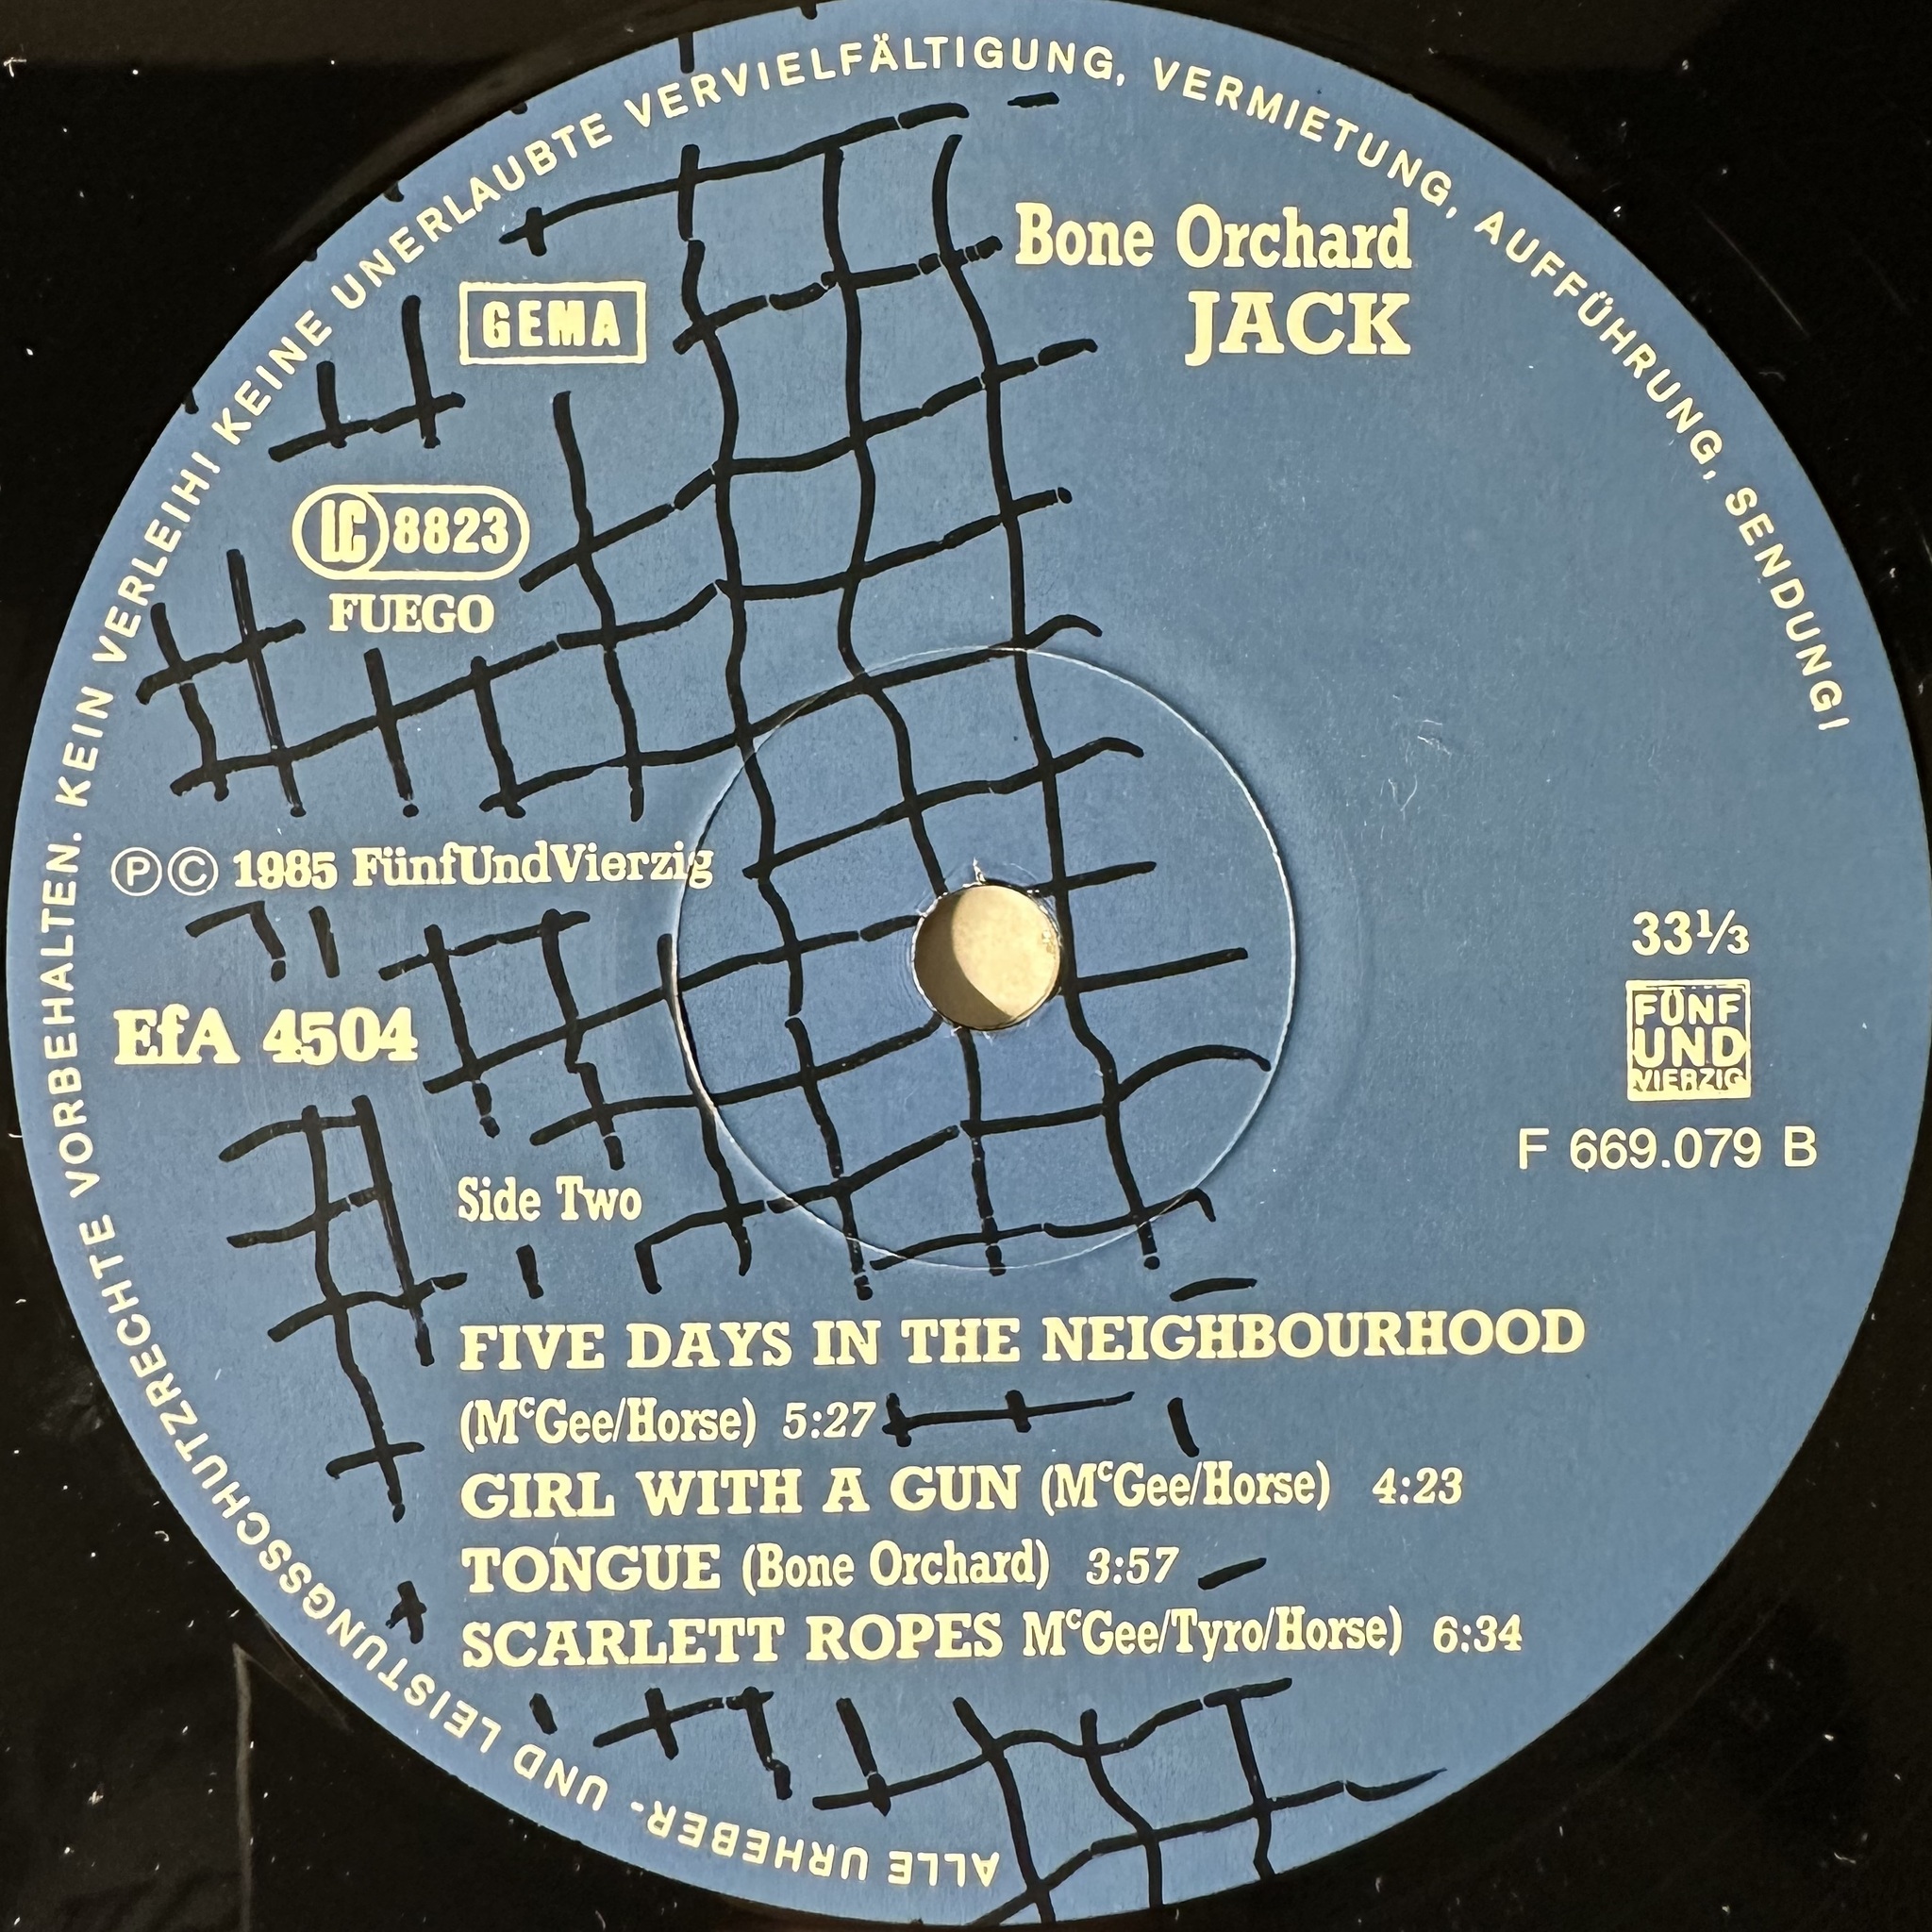 ALLE URHEBER- UND LEISTUNGSSCHUTZRECHTE VORBEHALTEN. KEIN VERLEIH! KEINE UNERLAUBTE VERVIELFÄLTIGUNG, VERMIETUNG, AUFFÜHRUNG, SENDUNG!
Bone Orchard
JACK
GEMA
LC 8823
FUEGO
Ⓟ© 1985 FünfUndVierzig
EfA 4504
33⅓
FÜNF
UND
VIERZIG
F 669.079 B
Side Two
FIVE DAYS IN THE NEIGHBOURHOOD
(McGee/Horse) 5:27
GIRL WITH A GUN (McGee/Horse) 4:23
TONGUE (Bone Orchard) 3:57
SCARLETT ROPES McGee/Tyro/Horse) 6:34